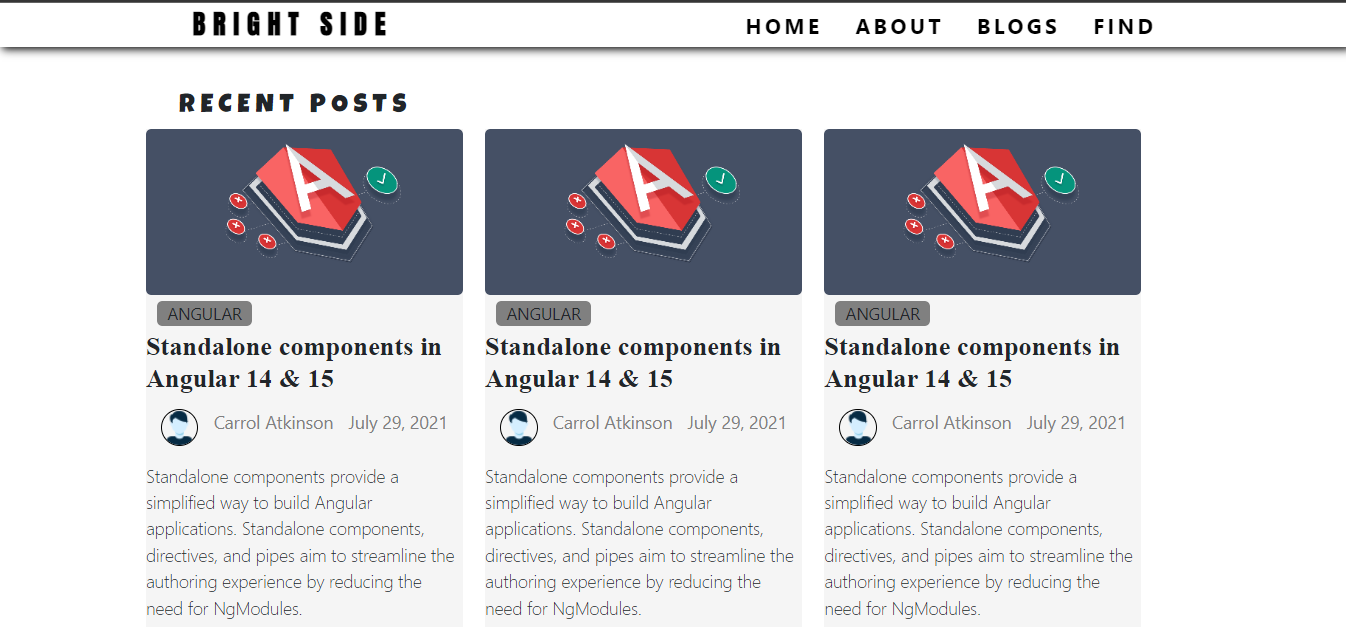 BRIGHT SIDE
HOME ABOUT BLOGS FIND
RECENT POSTS
ANGULAR
Standalone components in
Angular 14 & 15
Carrol Atkinson July 29, 2021
Standalone components provide a
simplified way to build Angular
applications. Standalone components,
directives, and pipes aim to streamline the
authoring experience by reducing the
need for NgModules.
ANGULAR
Standalone components in
Angular 14 & 15
Carrol Atkinson July 29, 2021
Standalone components provide a
simplified way to build Angular
applications. Standalone components,
directives, and pipes aim to streamline the
authoring experience by reducing the
need for NgModules.
ANGULAR
Standalone components in
Angular 14 & 15
Carrol Atkinson July 29, 2021
Standalone components provide a
simplified way to build Angular
applications. Standalone components,
directives, and pipes aim to streamline the
authoring experience by reducing the
need for NgModules.